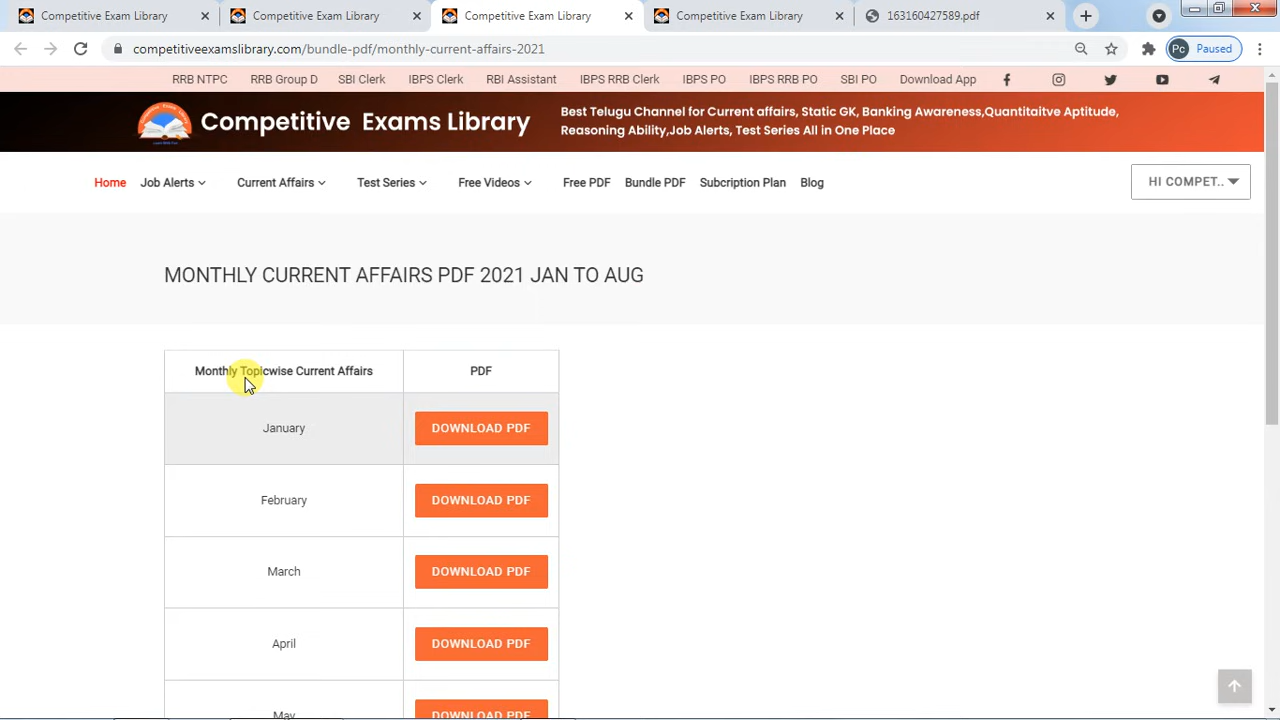 Competitive Exam Library
Competitive Exam Library
Competitive Exam Library
Competitive Exam Library
163160427589.pdf
competitiveexamslibrary.com/bundle-pdf/monthly-current-affairs-2021
Pc Paused
RRB NTPC RRB Group D SBI Clerk IBPS Clerk RBI Assistant IBPS RRB Clerk IBPS PO IBPS RRB PO SBI PO Download App
Competitive Exams Library
Best Telugu Channel for Current affairs, Static GK, Banking Awareness,Quantitaitve Aptitude,
Reasoning Ability,Job Alerts, Test Series All in One Place
Home Job Alerts Current Affairs Test Series Free Videos Free PDF Bundle PDF Subcription Plan Blog
HI COMPET..
MONTHLY CURRENT AFFAIRS PDF 2021 JAN TO AUG
Monthly Topicwise Current Affairs PDF
January DOWNLOAD PDF
February DOWNLOAD PDF
March DOWNLOAD PDF
April DOWNLOAD PDF
May DOWNLOAD PDF